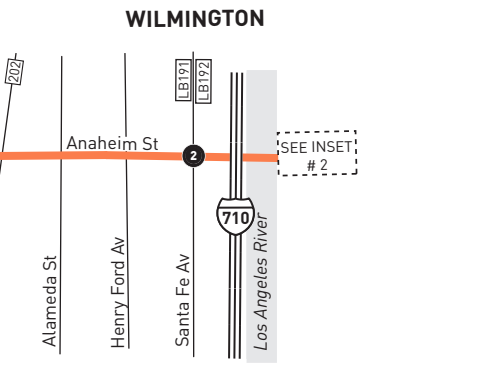 WILMINGTON
202
LB191
LB192
Anaheim St
2
SEE INSET
# 2
710
Alameda St
Henry Ford Av
Santa Fe Av
Los Angeles River